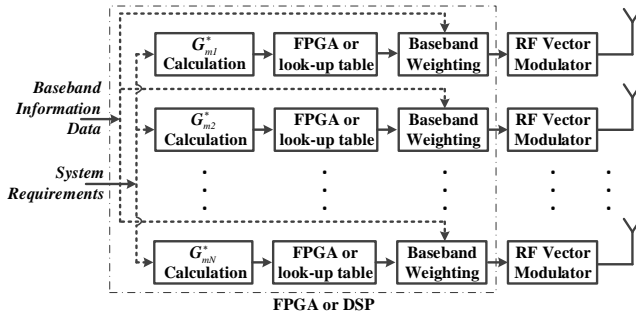 G*m1 Calculation
FPGA or look-up table
Baseband Weighting
RF Vector Modulator
Baseband Information Data
G*m2 Calculation
FPGA or look-up table
Baseband Weighting
RF Vector Modulator
System Requirements
G*mN Calculation
FPGA or look-up table
Baseband Weighting
RF Vector Modulator
FPGA or DSP